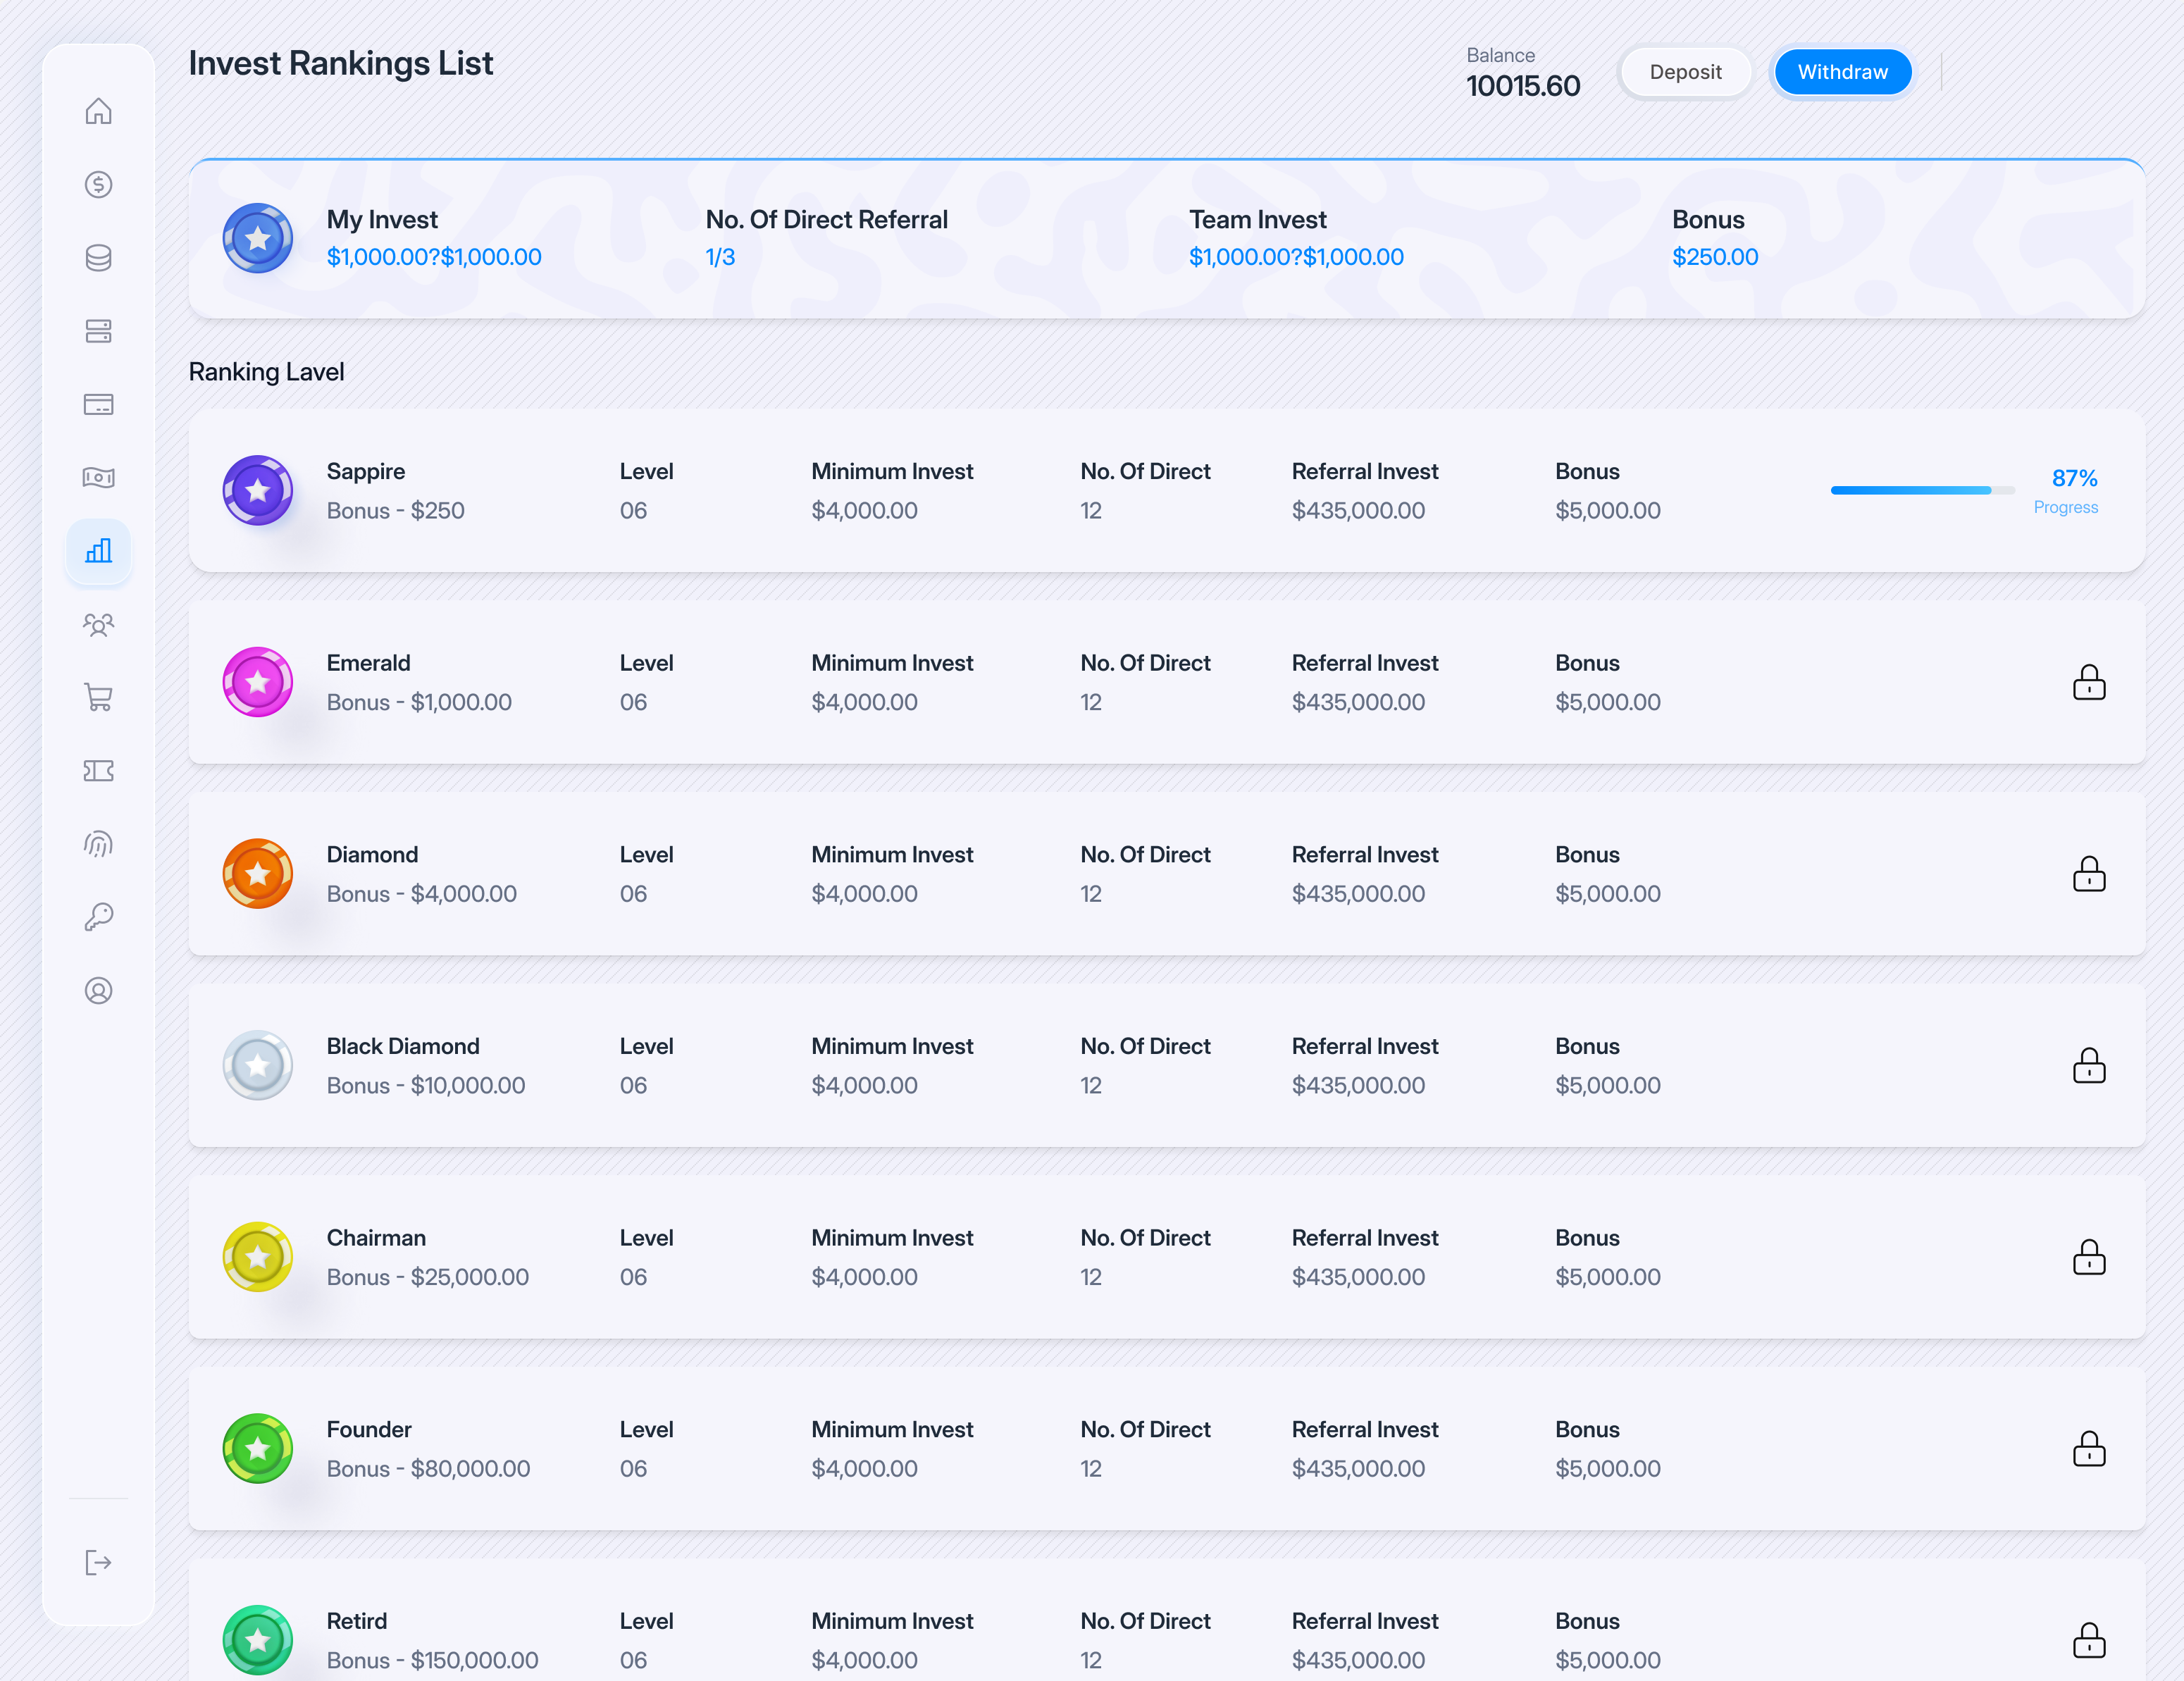 Invest Rankings List
Balance
10015.60
Deposit
Withdraw
My Invest
$1,000.00?$1,000.00
No. Of Direct Referral
1/3
Team Invest
$1,000.00?$1,000.00
Bonus
$250.00
Ranking Lavel
Sappire
Bonus - $250
Level
06
Minimum Invest
$4,000.00
No. Of Direct
12
Referral Invest
$435,000.00
Bonus
$5,000.00
87%
Progress
Emerald
Bonus - $1,000.00
Level
06
Minimum Invest
$4,000.00
No. Of Direct
12
Referral Invest
$435,000.00
Bonus
$5,000.00
Diamond
Bonus - $4,000.00
Level
06
Minimum Invest
$4,000.00
No. Of Direct
12
Referral Invest
$435,000.00
Bonus
$5,000.00
Black Diamond
Bonus - $10,000.00
Level
06
Minimum Invest
$4,000.00
No. Of Direct
12
Referral Invest
$435,000.00
Bonus
$5,000.00
Chairman
Bonus - $25,000.00
Level
06
Minimum Invest
$4,000.00
No. Of Direct
12
Referral Invest
$435,000.00
Bonus
$5,000.00
Founder
Bonus - $80,000.00
Level
06
Minimum Invest
$4,000.00
No. Of Direct
12
Referral Invest
$435,000.00
Bonus
$5,000.00
Retird
Bonus - $150,000.00
Level
06
Minimum Invest
$4,000.00
No. Of Direct
12
Referral Invest
$435,000.00
Bonus
$5,000.00